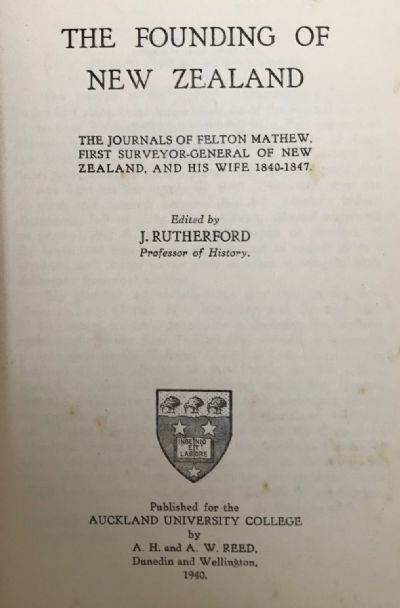 THE FOUNDING OF
NEW ZEALAND
THE JOURNALS OF FELTON MATHEW,
FIRST SURVEYOR-GENERAL OF NEW
ZEALAND, AND HIS WIFE 1840-1847.
Edited by
J. RUTHERFORD
Professor of History.
INGENIO
ET
LABORE
Published for the
AUCKLAND UNIVERSITY COLLEGE
by
A. H. and A. W. REED,
Dunedin and Wellington,
1940.